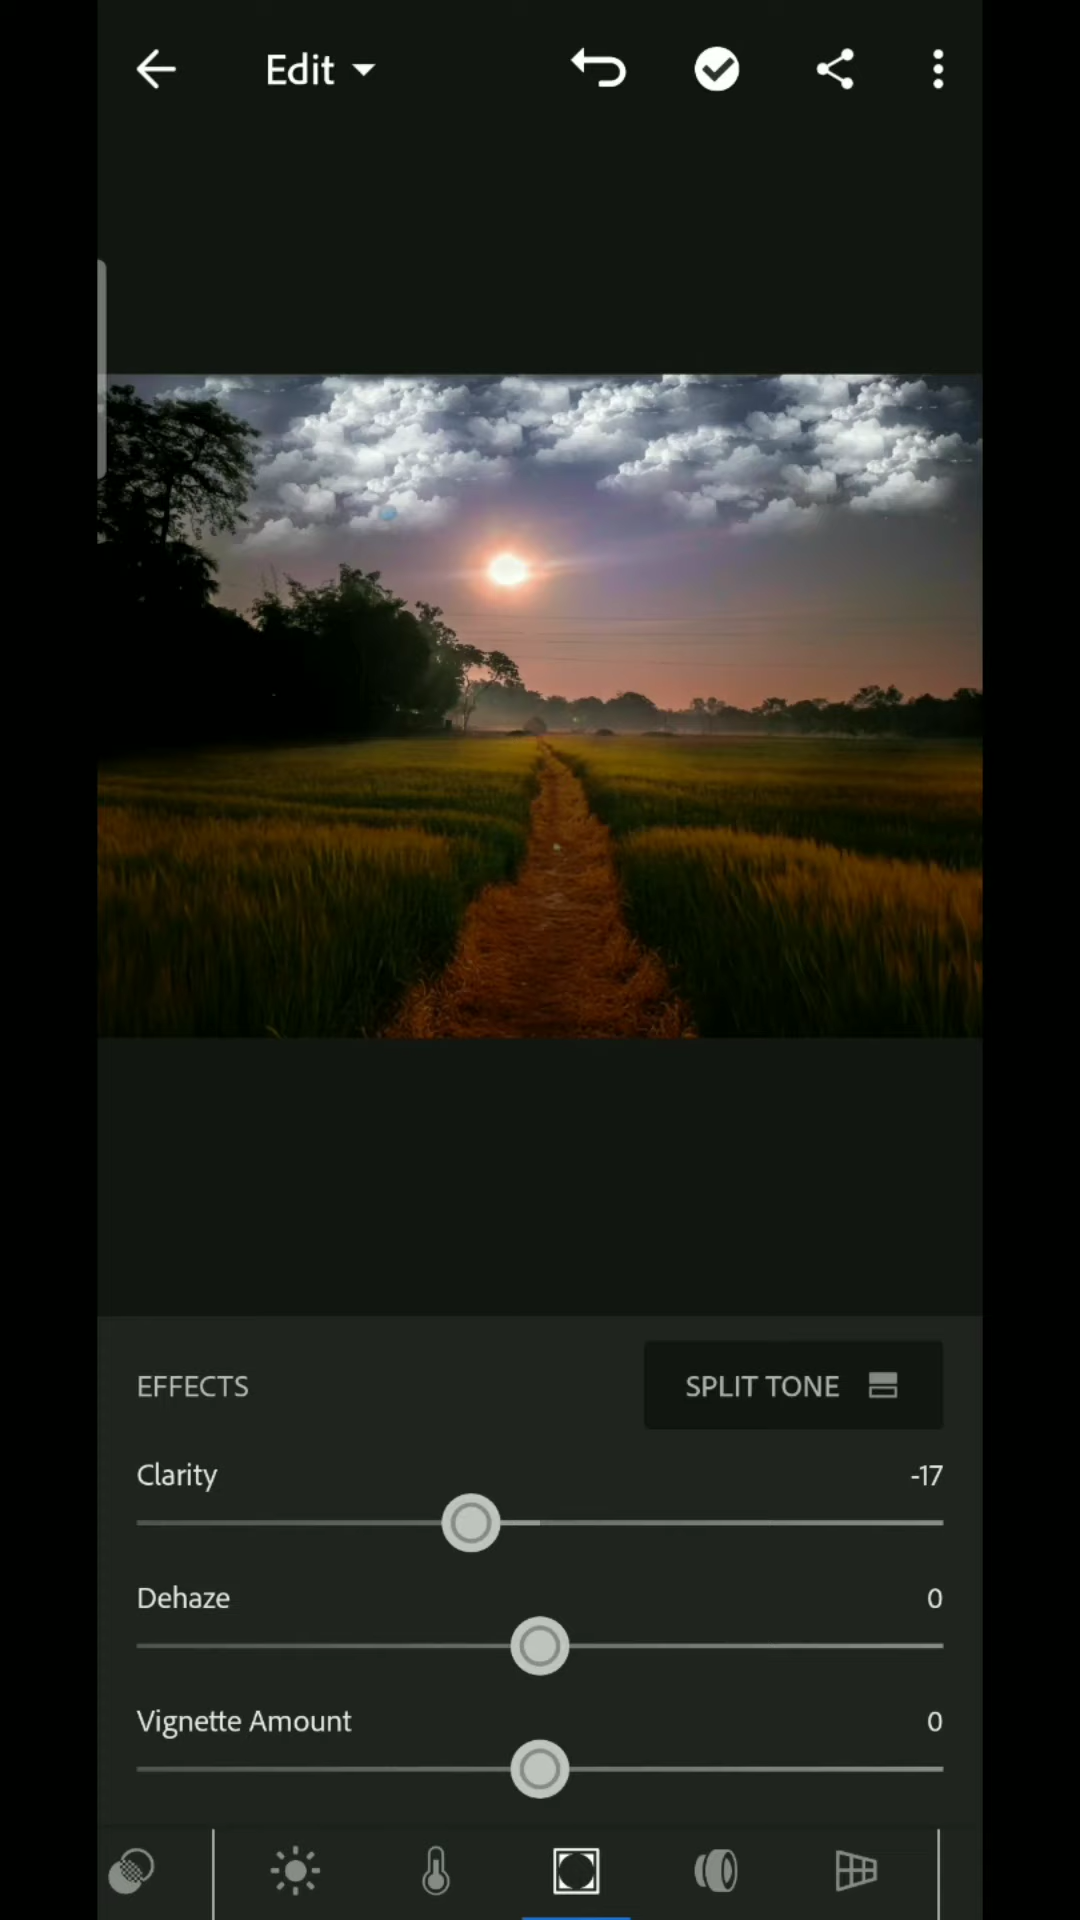 Edit
EFFECTS
SPLIT TONE
Clarity -17
Dehaze 0
Vignette Amount 0